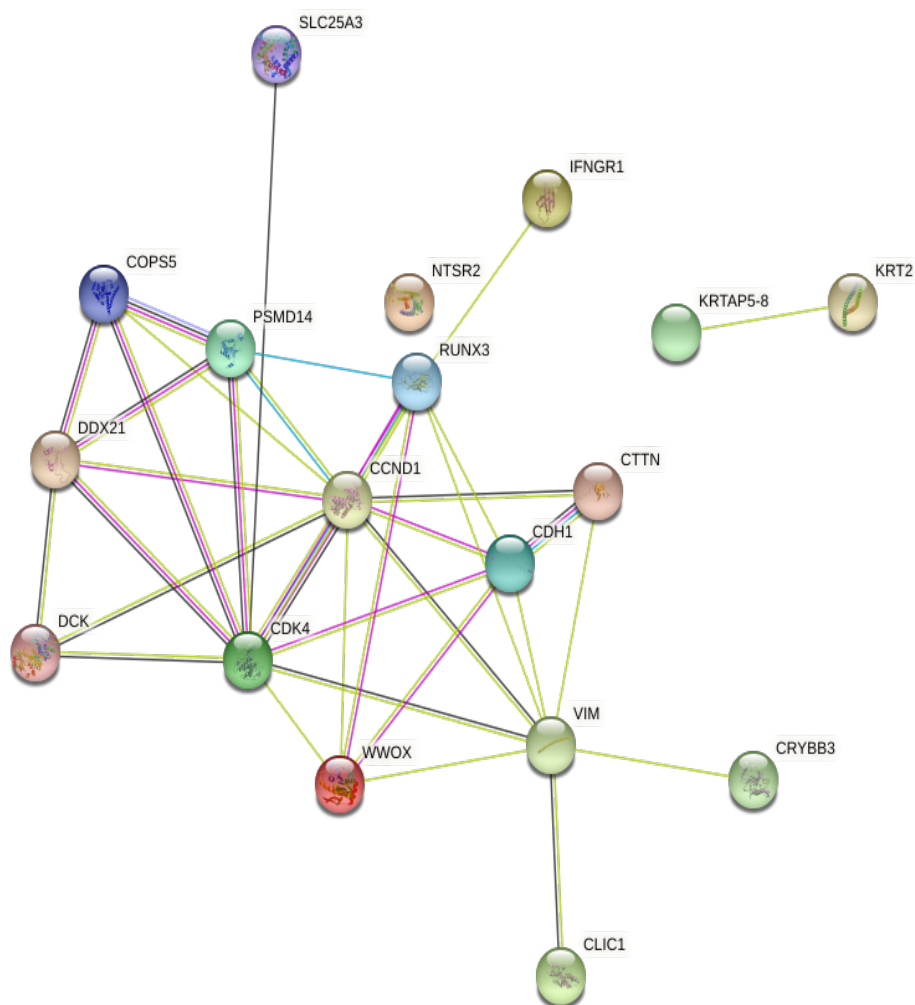 SLC25A3
IFNGR1
COPS5
NTSR2
KRT2
PSMD14
KRTAP5-8
RUNX3
DDX21
CCND1
CTTN
CDH1
DCK
CDK4
VIM
WWOX
CRYBB3
CLIC1